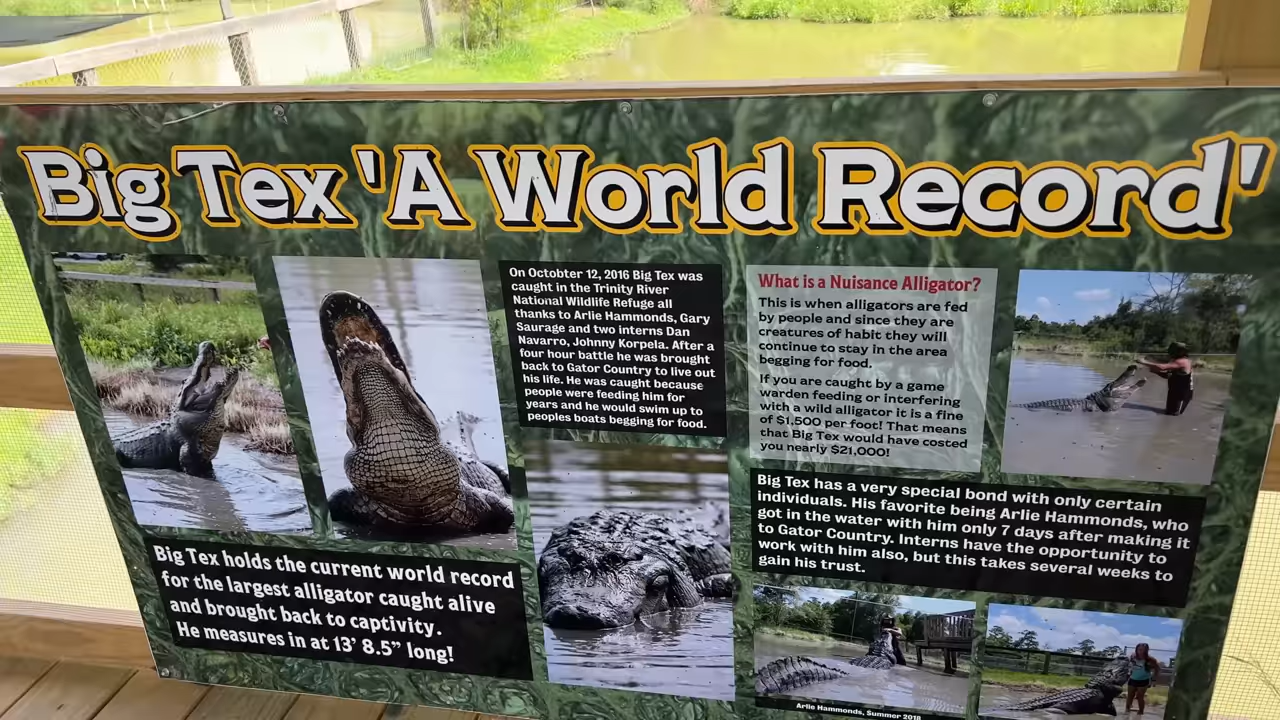 Big Tex 'A World Record'
On Octobter 12, 2016 Big Tex was
caught in the Trinity River
National Wildlife Refuge all
thanks to Arlie Hammonds, Gary
Saurage and two interns Dan
Navarro, Johnny Korpela. After a
four hour battle he was brought
back to Gator Country to live out
his life. He was caught because
people were feeding him for
years and he would swim up to
peoples boats begging for food.
What is a Nuisance Alligator?
This is when alligators are fed
by people and since they are
creatures of habit they will
continue to stay in the area
begging for food.
If you are caught by a game
warden feeding or interfering
with a wild alligator it is a fine
of $1,500 per foot! That means
that Big Tex would have costed
you nearly $21,000!
Big Tex has a very special bond with only certain
individuals. His favorite being Arlie Hammonds, who
got in the water with him only 7 days after making it
to Gator Country. Interns have the opportunity to
work with him also, but this takes several weeks to
gain his trust.
Big Tex holds the current world record
for the largest alligator caught alive
and brought back to captivity.
He measures in at 13' 8.5" long!
Arlie Hammonds, Summer 2018